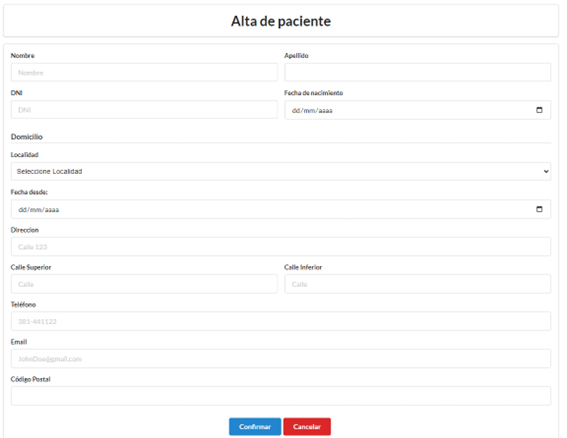 Alta de paciente
Nombre Apellido
Nombre
DNI Fecha de nacimiento
DNI dd/mm/aaaa
Domicilio
Localidad
Seleccione Localidad
Fecha desde:
dd/mm/aaaa
Direccion
Calle 123
Calle Superior Calle Inferior
Calle Calle
Teléfono
381-441123
Email
JohnDoe@gmail.com
Código Postal
Confirmar Cancelar